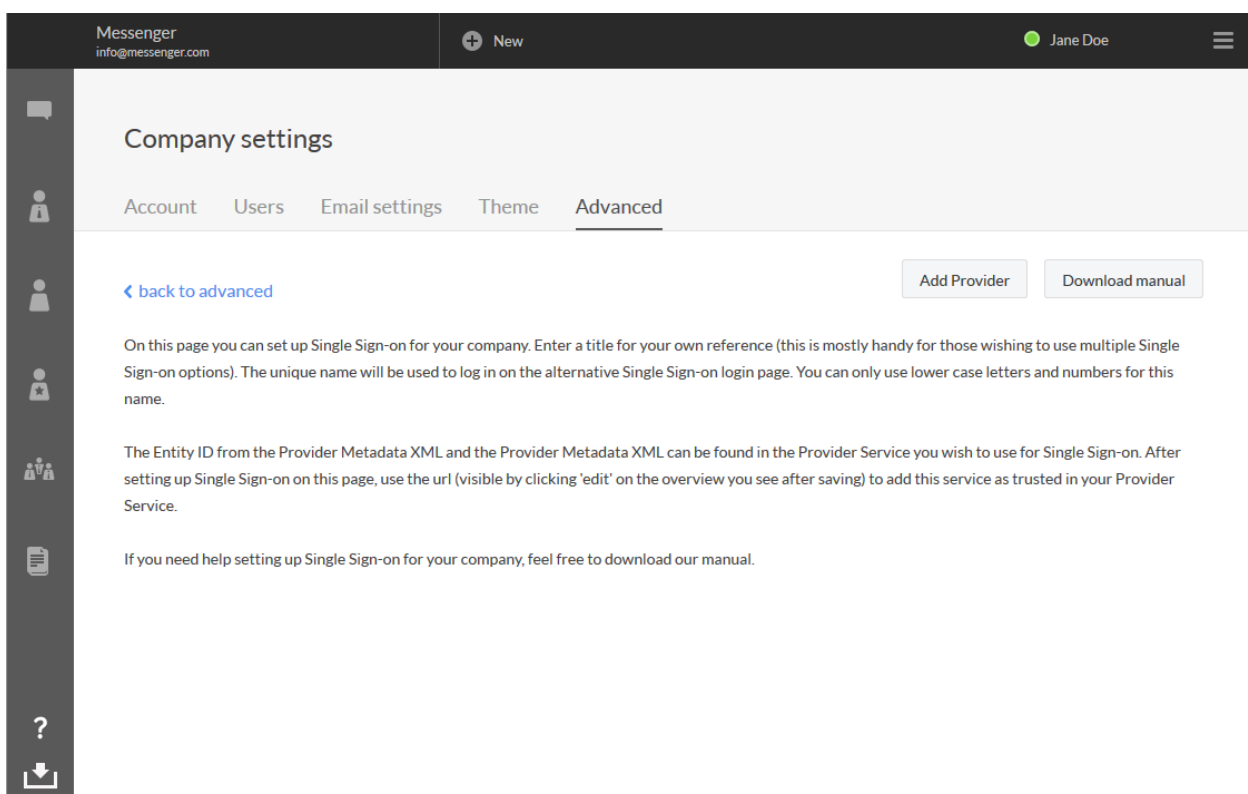 Messenger
info@messenger.com
New
Jane Doe
Company settings
Account Users Email settings Theme Advanced
back to advanced
Add Provider
Download manual
On this page you can set up Single Sign-on for your company. Enter a title for your own reference (this is mostly handy for those wishing to use multiple Single
Sign-on options). The unique name will be used to log in on the alternative Single Sign-on login page. You can only use lower case letters and numbers for this
name.
The Entity ID from the Provider Metadata XML and the Provider Metadata XML can be found in the Provider Service you wish to use for Single Sign-on. After
setting up Single Sign-on on this page, use the url (visible by clicking 'edit' on the overview you see after saving) to add this service as trusted in your Provider
Service.
If you need help setting up Single Sign-on for your company, feel free to download our manual.
?